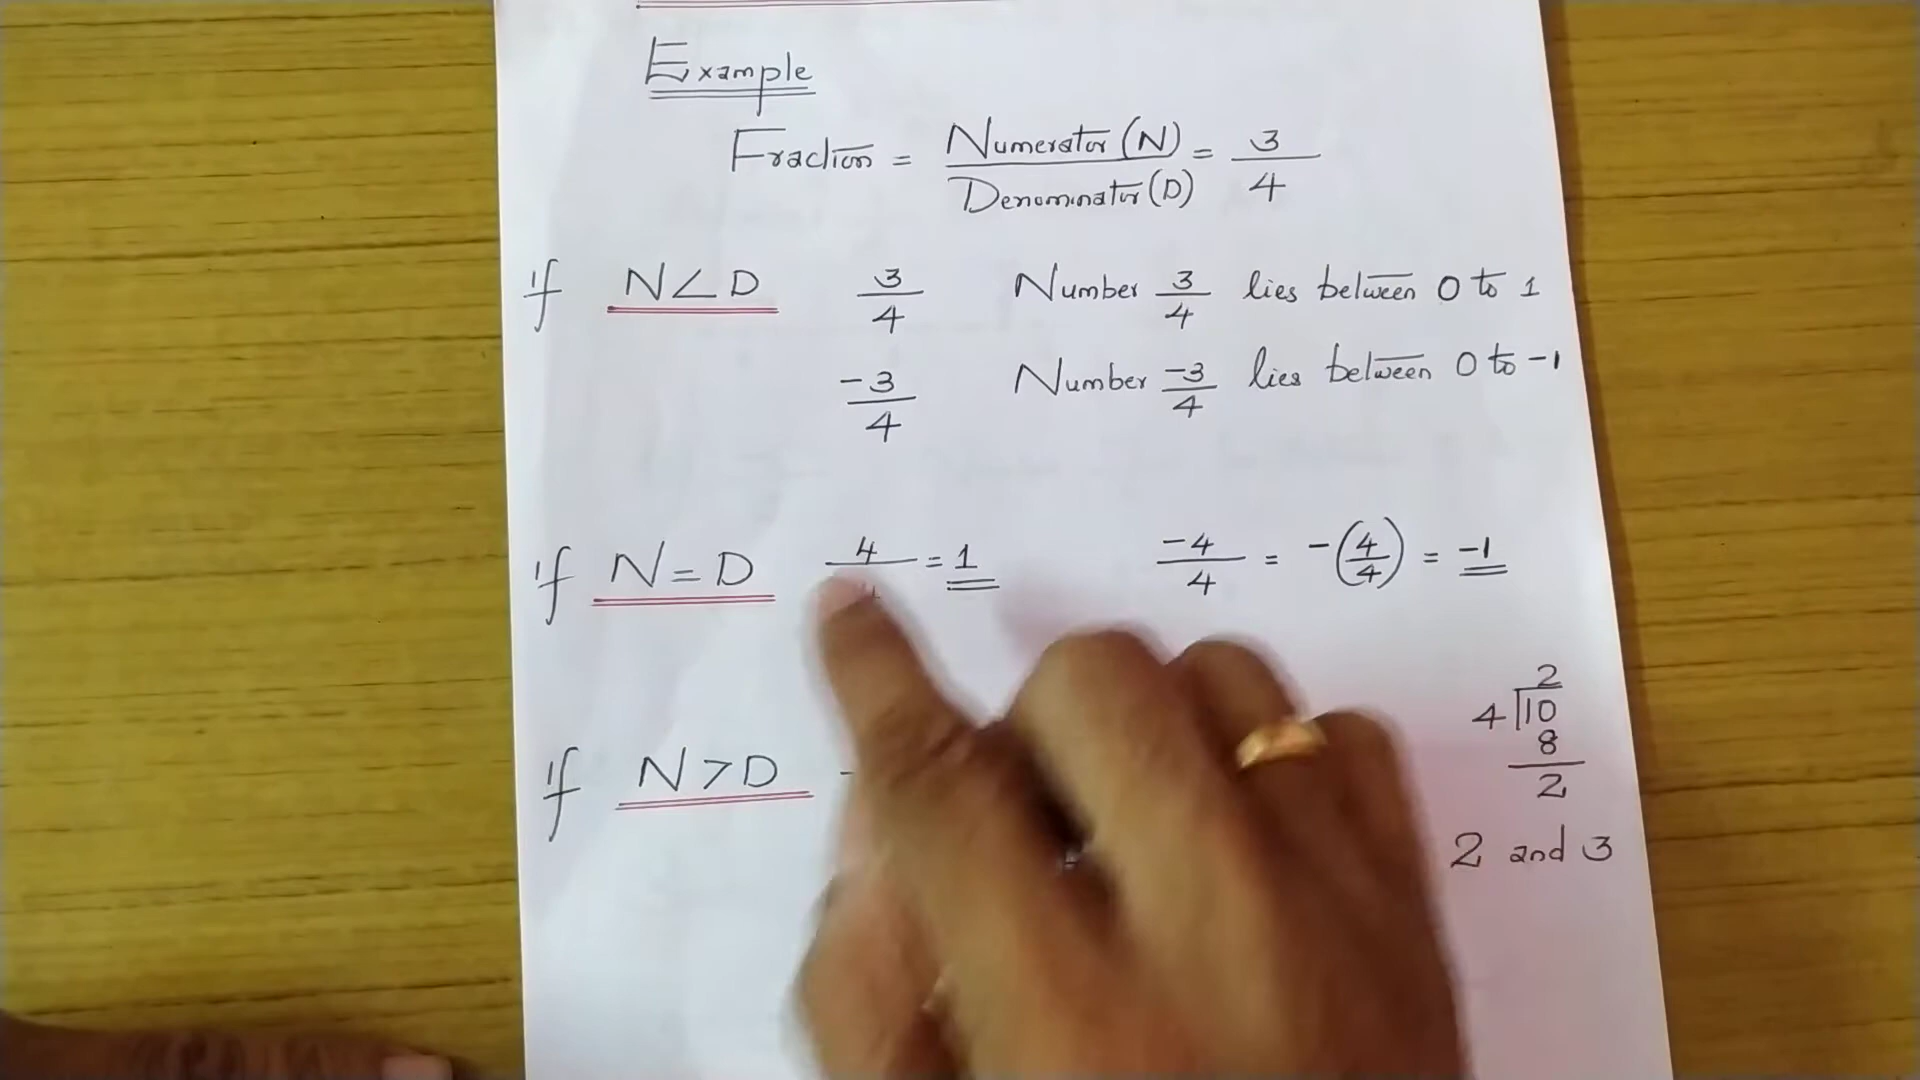 Example
Fraction = Numerator (N) / Denominator (D) = 3/4
if N < D 3/4 Number 3/4 lies between 0 to 1
-3/4 Number -3/4 lies between 0 to -1
if N = D 4/4 = 1 -4/4 = -(4/4) = -1
2
4 10
8
2
if N > D
2 and 3